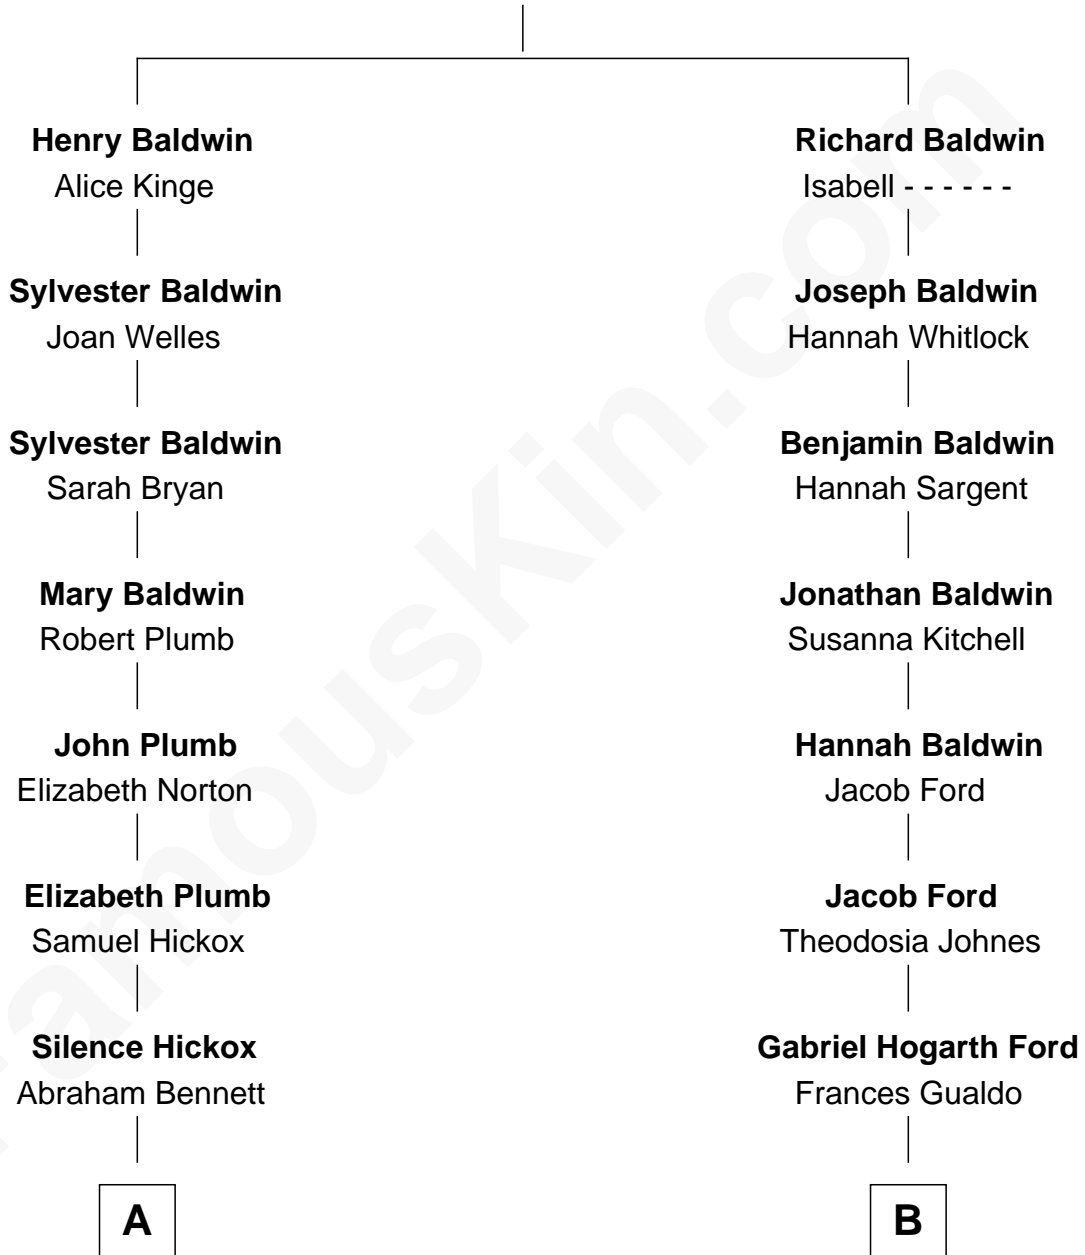 Henry Baldwin
Alice Kinge
Sylvester Baldwin
Joan Welles
Sylvester Baldwin
Sarah Bryan
Mary Baldwin
Robert Plumb
John Plumb
Elizabeth Norton
Elizabeth Plumb
Samuel Hickox
Silence Hickox
Abraham Bennett
A
Richard Baldwin
Isabell - - - - - -
Joseph Baldwin
Hannah Whitlock
Benjamin Baldwin
Hannah Sargent
Jonathan Baldwin
Susanna Kitchell
Hannah Baldwin
Jacob Ford
Jacob Ford
Theodosia Johnes
Gabriel Hogarth Ford
Frances Gualdo
B
FamousKin.com